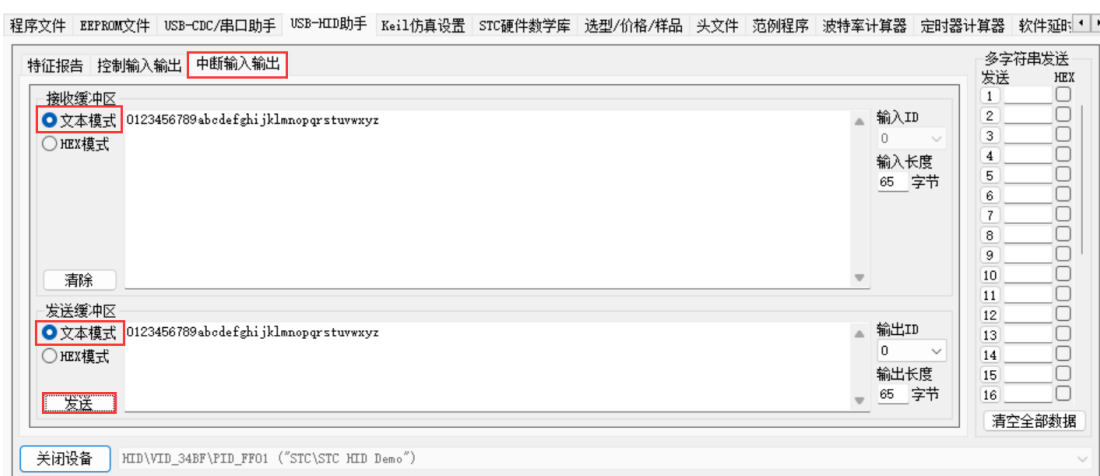 程序文件 EEPROM文件 USB-CDC/串口助手 USB-HID助手 Keil仿真设置 STC硬件数学库 选型/价格/样品 头文件 范例程序 波特率计算器 定时器计算器 软件延时
特征报告 控制输入输出 中断输入输出
接收缓冲区
文本模式 0123456789abcdefghijklmnopqrstuvwxyz
HEX模式
清除
输入ID
0
输入长度
65 字节
发送缓冲区
文本模式 0123456789abcdefghijklmnopqrstuvwxyz
HEX模式
发送
输出ID
0
输出长度
65 字节
多字符串发送
发送 HEX
1
2
3
4
5
6
7
8
9
10
11
12
13
14
15
16
清空全部数据
关闭设备 HID\VID_34BF\PID_FF01 ("STC\STC HID Demo")